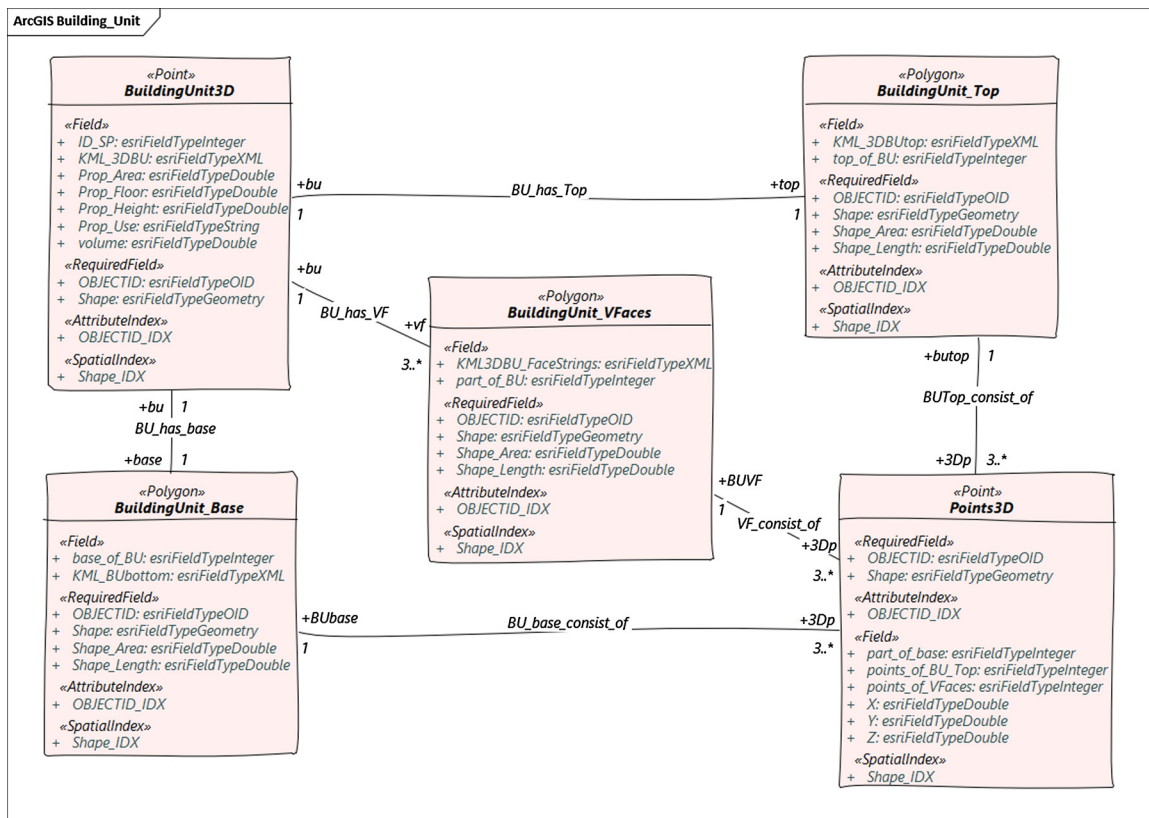 ArcGIS Building_Unit
«Point»
BuildingUnit3D
«Field»
+ ID_SP: esriFieldTypeInteger
+ KML_3DBU: esriFieldTypeXML
+ Prop_Area: esriFieldTypeDouble
+ Prop_Floor: esriFieldTypeDouble
+ Prop_Height: esriFieldTypeDouble
+ Prop_Use: esriFieldTypeString
+ volume: esriFieldTypeDouble
«RequiredField»
+ OBJECTID: esriFieldTypeOID
+ Shape: esriFieldTypeGeometry
«AttributeIndex»
+ OBJECTID_IDX
«SpatialIndex»
+ Shape_IDX
+bu
1
BU_has_Top
+top
1
«Polygon»
BuildingUnit_Top
«Field»
+ KML_3DBUtop: esriFieldTypeXML
+ top_of_BU: esriFieldTypeInteger
«RequiredField»
+ OBJECTID: esriFieldTypeOID
+ Shape: esriFieldTypeGeometry
+ Shape_Area: esriFieldTypeDouble
+ Shape_Length: esriFieldTypeDouble
«AttributeIndex»
+ OBJECTID_IDX
«SpatialIndex»
+ Shape_IDX
+bu
1
BU_has_VF
+vf
3..*
«Polygon»
BuildingUnit_VFaces
«Field»
+ KML3DBU_FaceStrings: esriFieldTypeXML
+ part_of_BU: esriFieldTypeInteger
«RequiredField»
+ OBJECTID: esriFieldTypeOID
+ Shape: esriFieldTypeGeometry
+ Shape_Area: esriFieldTypeDouble
+ Shape_Length: esriFieldTypeDouble
«AttributeIndex»
+ OBJECTID_IDX
«SpatialIndex»
+ Shape_IDX
+butop 1
BUTop_consist_of
+3Dp 3..*
+bu 1
BU_has_base
+base 1
«Polygon»
BuildingUnit_Base
«Field»
+ base_of_BU: esriFieldTypeInteger
+ KML_BUbottom: esriFieldTypeXML
«RequiredField»
+ OBJECTID: esriFieldTypeOID
+ Shape: esriFieldTypeGeometry
+ Shape_Area: esriFieldTypeDouble
+ Shape_Length: esriFieldTypeDouble
«AttributeIndex»
+ OBJECTID_IDX
«SpatialIndex»
+ Shape_IDX
+BUVF
1
VF_consist_of
+3Dp
3..*
+BUbase
1
BU_base_consist_of
+3Dp
3..*
«Point»
Points3D
«RequiredField»
+ OBJECTID: esriFieldTypeOID
+ Shape: esriFieldTypeGeometry
«AttributeIndex»
+ OBJECTID_IDX
«Field»
+ part_of_base: esriFieldTypeInteger
+ points_of_BU_Top: esriFieldTypeInteger
+ points_of_VFaces: esriFieldTypeInteger
+ X: esriFieldTypeDouble
+ Y: esriFieldTypeDouble
+ Z: esriFieldTypeDouble
«SpatialIndex»
+ Shape_IDX